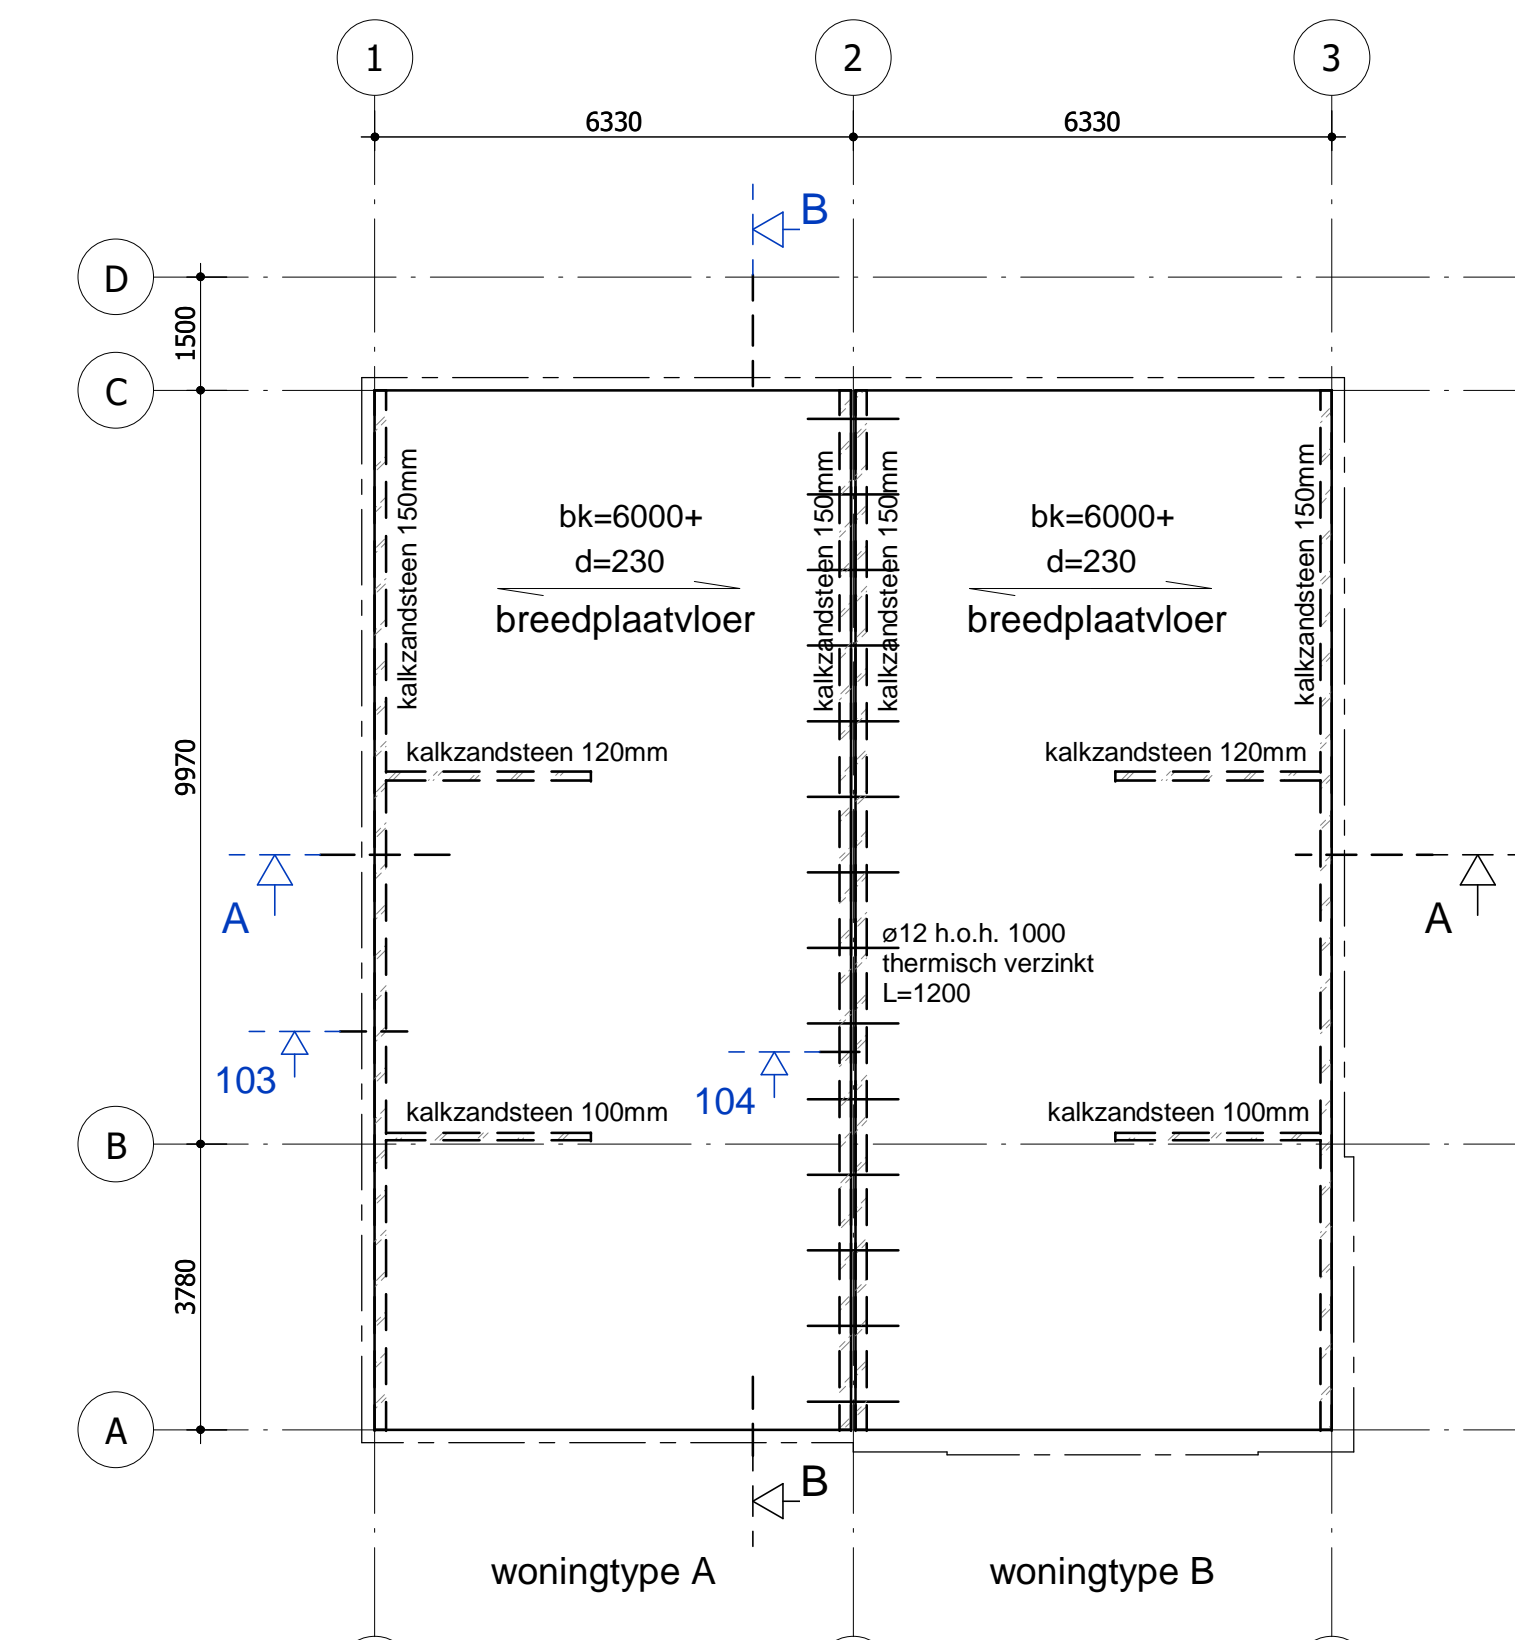 1
2
3
6330
6330
B
D
1500
C
kalkzandsteen 150mm
kalkzandsteen 150mm
kalkzandsteen 150mm
kalkzandsteen 150mm
bk=6000+
d=230
breedplaatvloer
bk=6000+
d=230
breedplaatvloer
kalkzandsteen 120mm
kalkzandsteen 120mm
9970
A
A
ø12 h.o.h. 1000
thermisch verzinkt
L=1200
103
104
kalkzandsteen 100mm
kalkzandsteen 100mm
B
3780
A
B
woningtype A
woningtype B